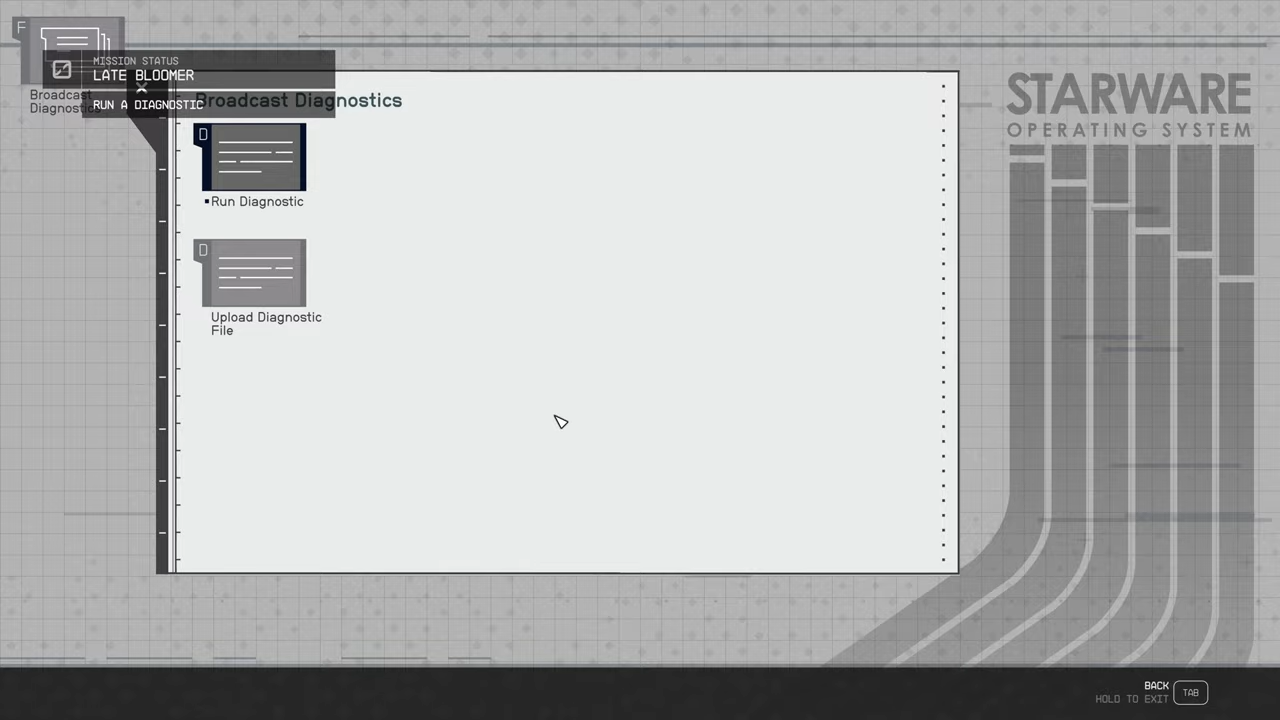 F
MISSION STATUS
LATE BLOOMER
RUN A DIAGNOSTIC
Broadcast
Diagnostics
Broadcast Diagnostics
D
Run Diagnostic
D
Upload Diagnostic
File
STARWARE
OPERATING SYSTEM
BACK
HOLD TO EXIT
TAB